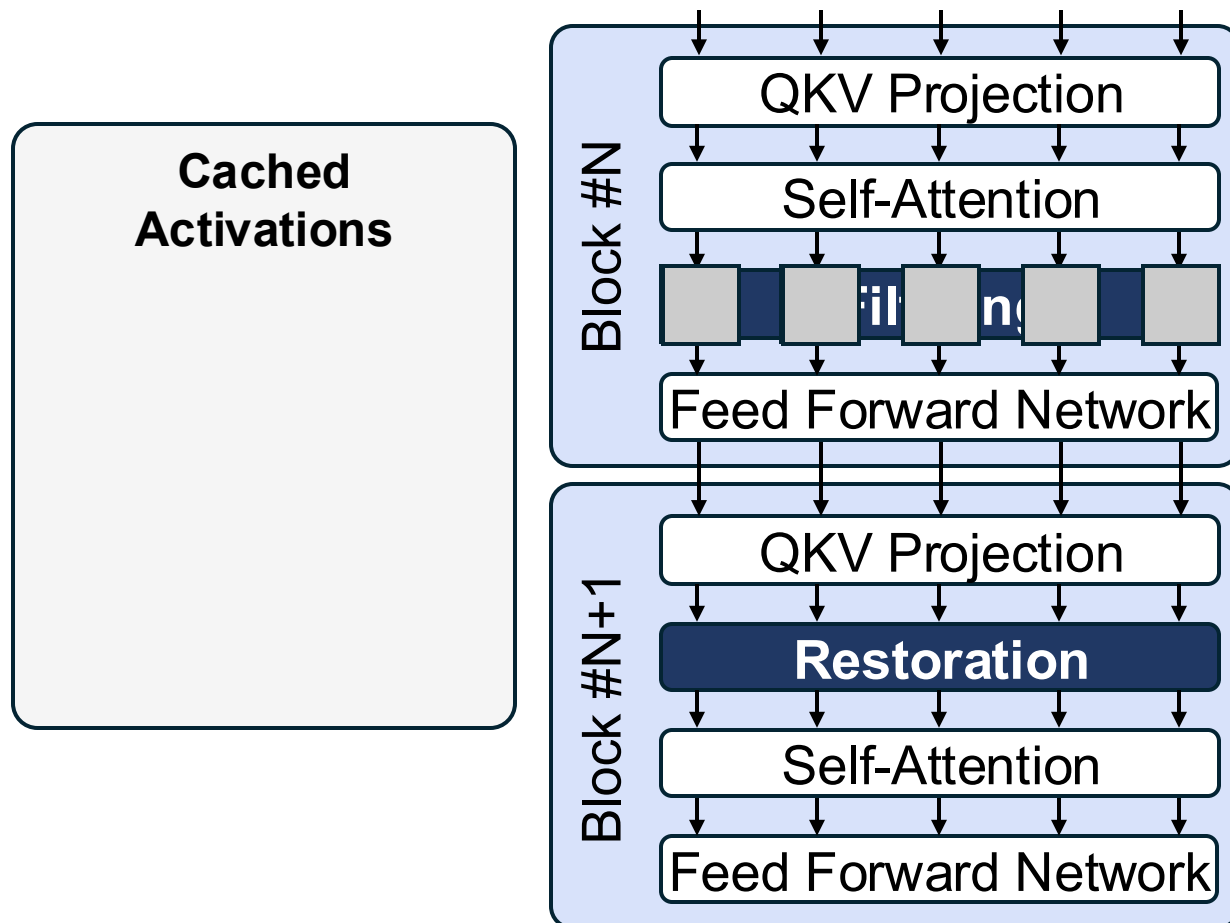 Cached
Activations
Block #N
QKV Projection
Self-Attention
Feed Forward Network
Block #N+1
QKV Projection
Restoration
Self-Attention
Feed Forward Network